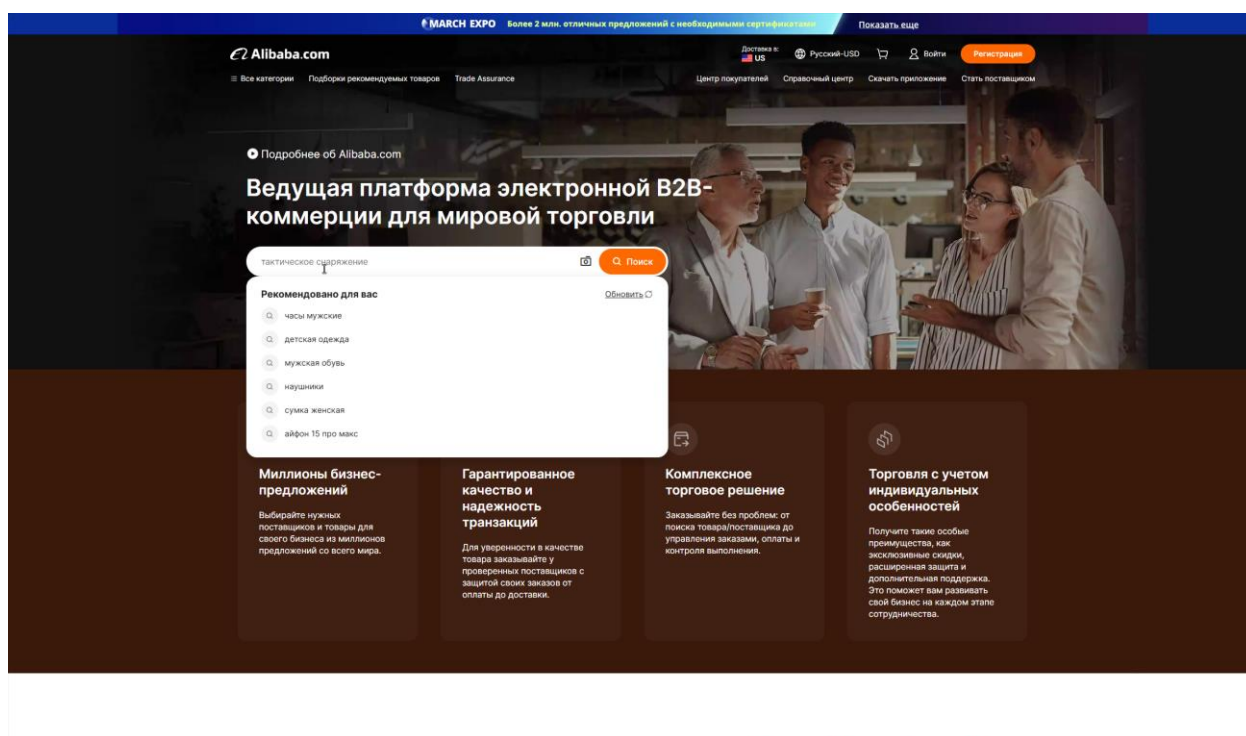 MARCH EXPO Более 2 млн. отличных предложений с необходимыми сертификатами Показать еще
Alibaba.com
Доставка в:
US
Русский-USD
Войти
Регистрация
Все категории Подборки рекомендуемых товаров Trade Assurance
Центр покупателей Справочный центр Скачать приложение Стать поставщиком
Подробнее об Alibaba.com
Ведущая платформа электронной B2B-
коммерции для мировой торговли
тактическое снаряжение
Поиск
Рекомендовано для вас
Обновить
часы мужские
детская одежда
мужская обувь
наушники
сумка женская
айфон 15 про макс
Миллионы бизнес-
предложений
Выбирайте нужных
поставщиков и товары для
своего бизнеса из миллионов
предложений со всего мира.
Гарантированное
качество и
надежность
транзакций
Для уверенности в качестве
товара заказывайте у
проверенных поставщиков с
защитой своих заказов от
оплаты до доставки.
Комплексное
торговое решение
Заказывайте без проблем: от
поиска товара/поставщика до
управления заказами, оплаты и
контроля выполнения.
Торговля с учетом
индивидуальных
особенностей
Получите такие особые
преимущества, как
эксклюзивные скидки,
расширенная защита и
дополнительная поддержка.
Это поможет вам развивать
свой бизнес на каждом этапе
сотрудничества.